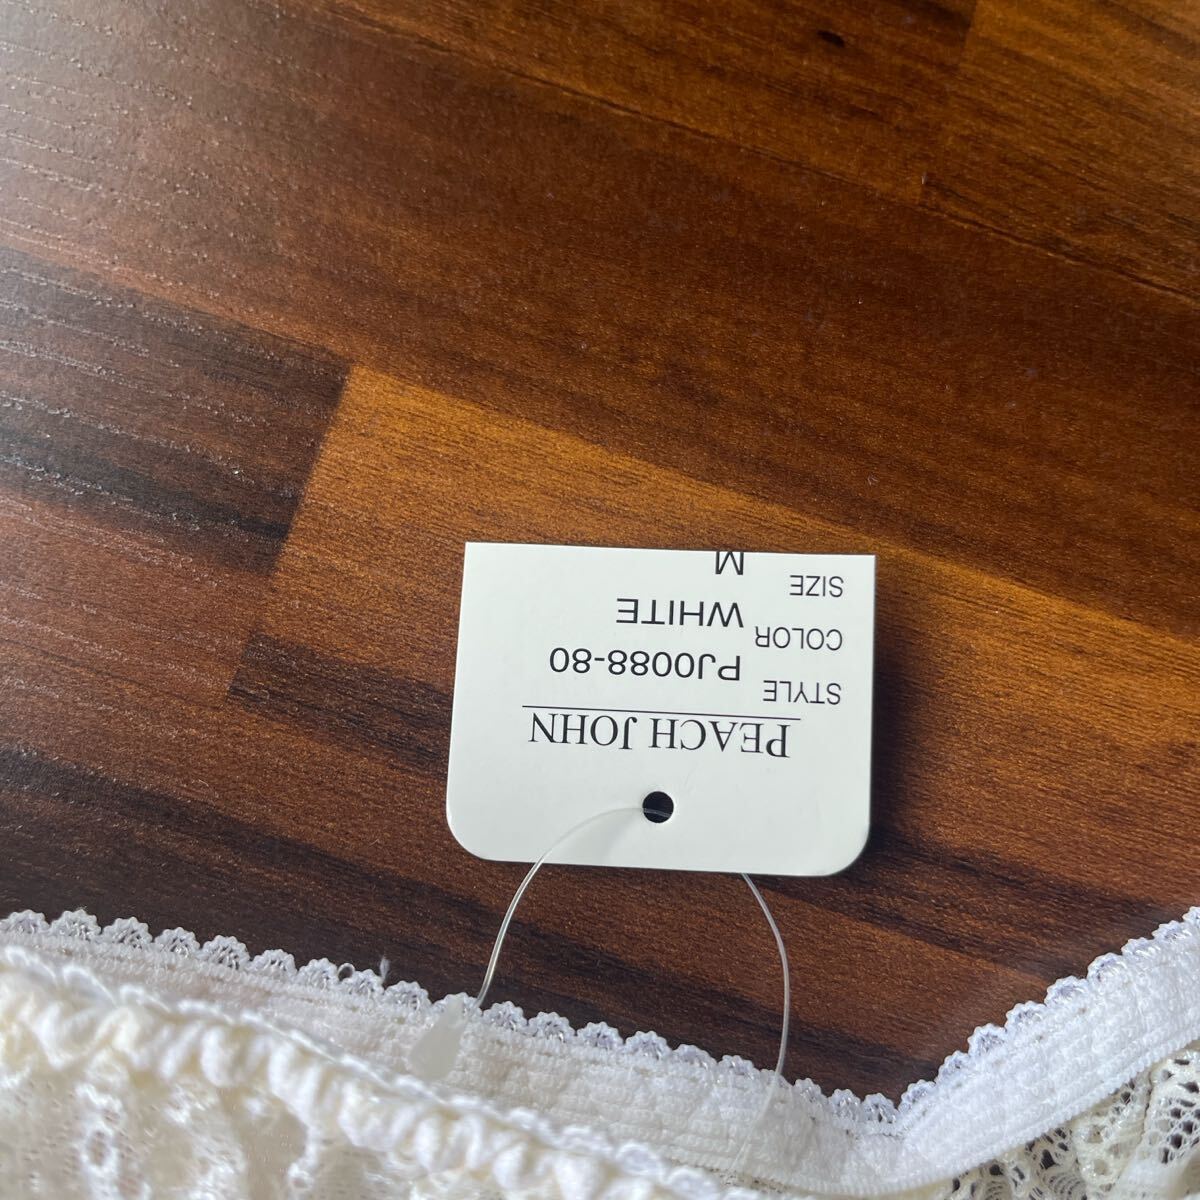 PEACH JOHN
STYLE PJ0088-80
COLOR WHITE
SIZE M